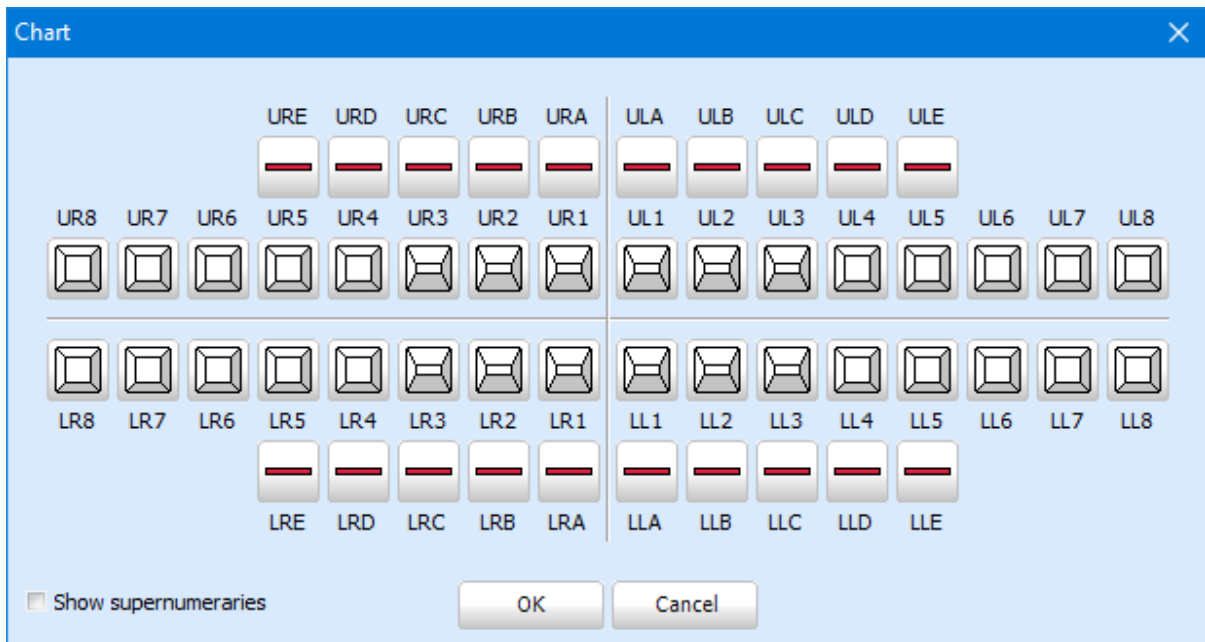 Chart
URE URD URC URB URA ULA ULB ULC ULD ULE
UR8 UR7 UR6 UR5 UR4 UR3 UR2 UR1 UL1 UL2 UL3 UL4 UL5 UL6 UL7 UL8
LR8 LR7 LR6 LR5 LR4 LR3 LR2 LR1 LL1 LL2 LL3 LL4 LL5 LL6 LL7 LL8
LRE LRD LRC LRB LRA LLA LLB LLC LLD LLE
Show supernumeraries OK Cancel